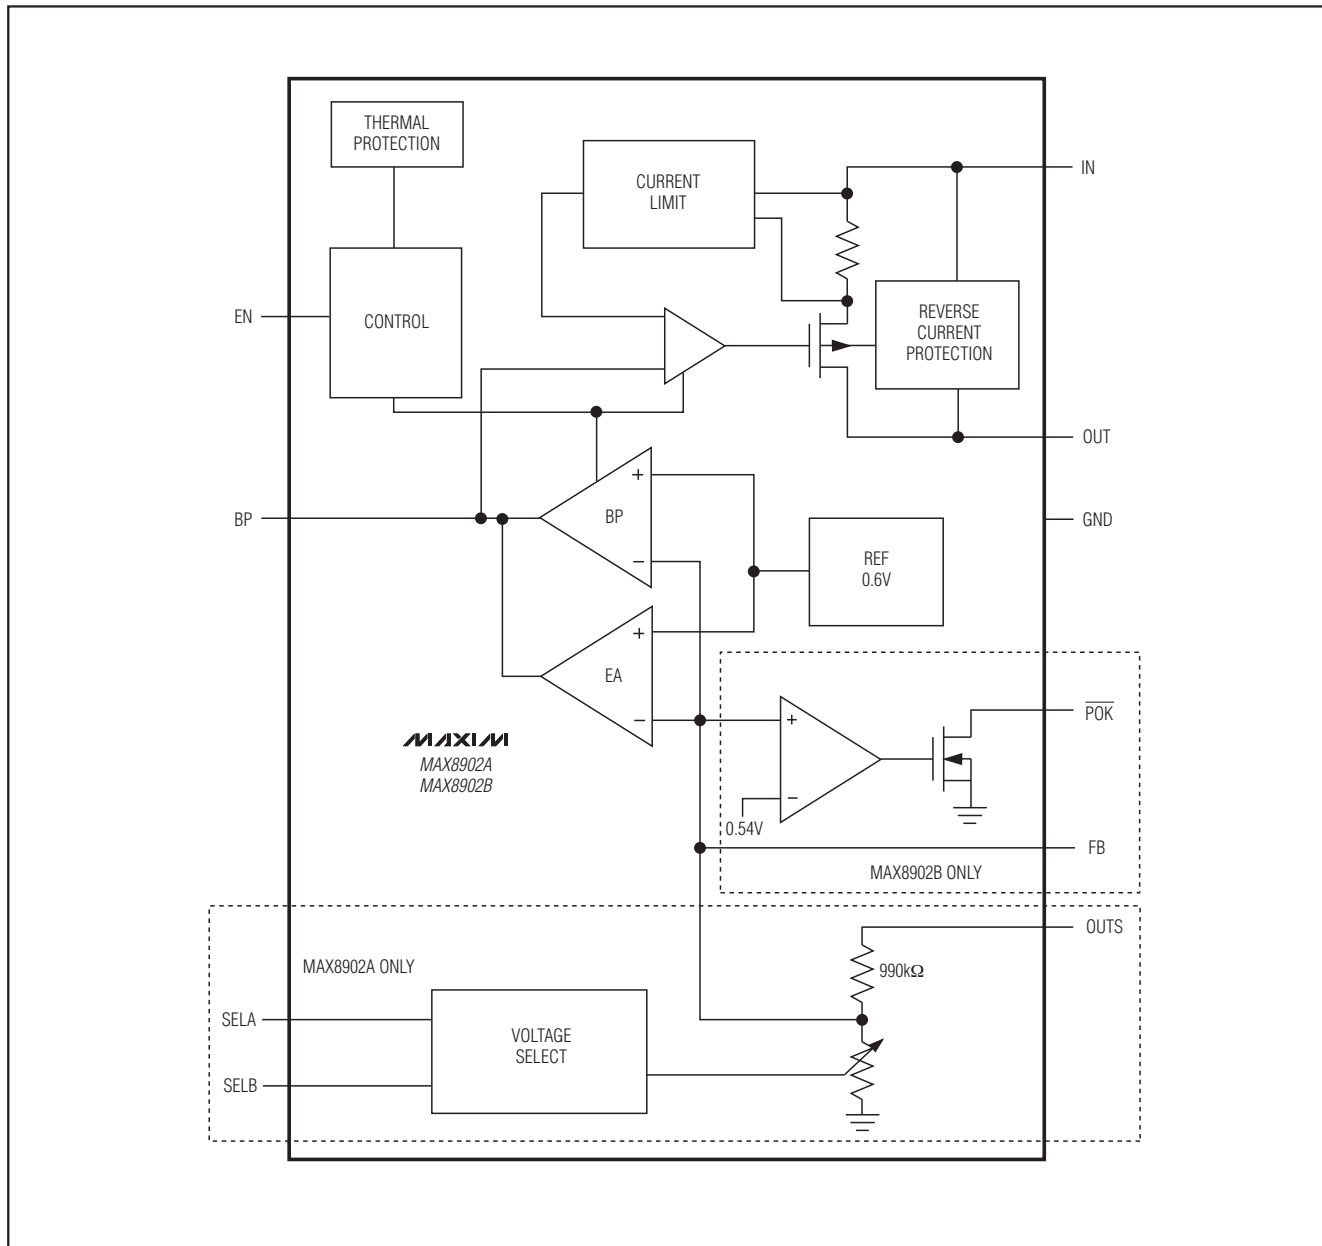 THERMAL
PROTECTION
CURRENT
LIMIT
IN
EN
CONTROL
REVERSE
CURRENT
PROTECTION
OUT
BP
+
BP
−
GND
REF
0.6V
+
EA
−
MAXIM
MAX8902A
MAX8902B
+
−
0.54V
POK
FB
MAX8902B ONLY
OUTS
MAX8902A ONLY
990kΩ
SELA
VOLTAGE
SELECT
SELB